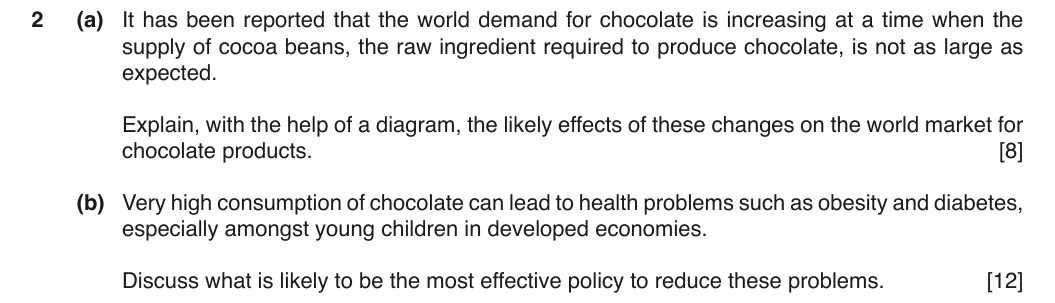 2 (a) It has been reported that the world demand for chocolate is increasing at a time when the
supply of cocoa beans, the raw ingredient required to produce chocolate, is not as large as
expected.
Explain, with the help of a diagram, the likely effects of these changes on the world market for
chocolate products. [8]
(b) Very high consumption of chocolate can lead to health problems such as obesity and diabetes,
especially amongst young children in developed economies.
Discuss what is likely to be the most effective policy to reduce these problems. [12]